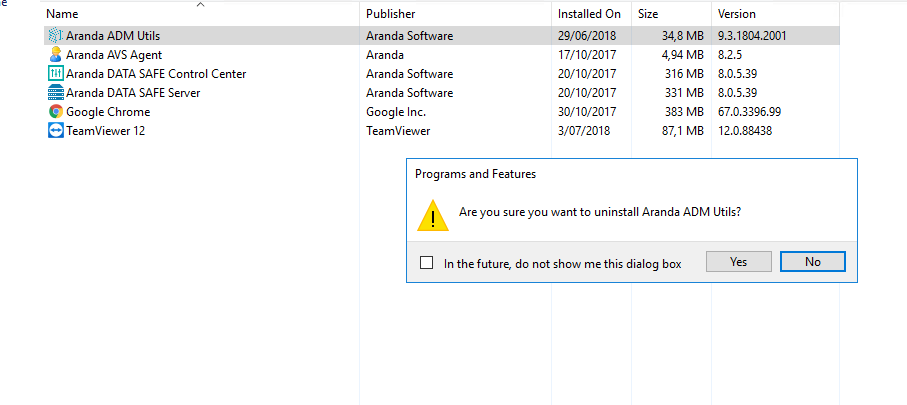 Name Publisher Installed On Size Version
Aranda ADM Utils Aranda Software 29/06/2018 34,8 MB 9.3.1804.2001
Aranda AVS Agent Aranda 17/10/2017 4,94 MB 8.2.5
Aranda DATA SAFE Control Center Aranda Software 20/10/2017 316 MB 8.0.5.39
Aranda DATA SAFE Server Aranda Software 20/10/2017 331 MB 8.0.5.39
Google Chrome Google Inc. 30/10/2017 383 MB 67.0.3396.99
TeamViewer 12 TeamViewer 3/07/2018 87,1 MB 12.0.88438
Programs and Features
Are you sure you want to uninstall Aranda ADM Utils?
In the future, do not show me this dialog box Yes No